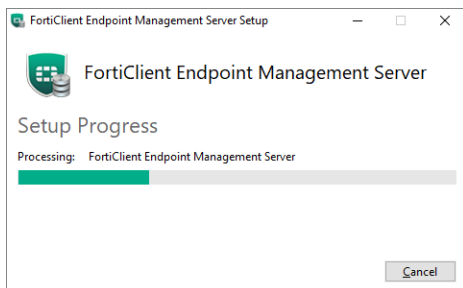 FortiClient Endpoint Management Server Setup
FortiClient Endpoint Management Server
Setup Progress
Processing: FortiClient Endpoint Management Server
Cancel